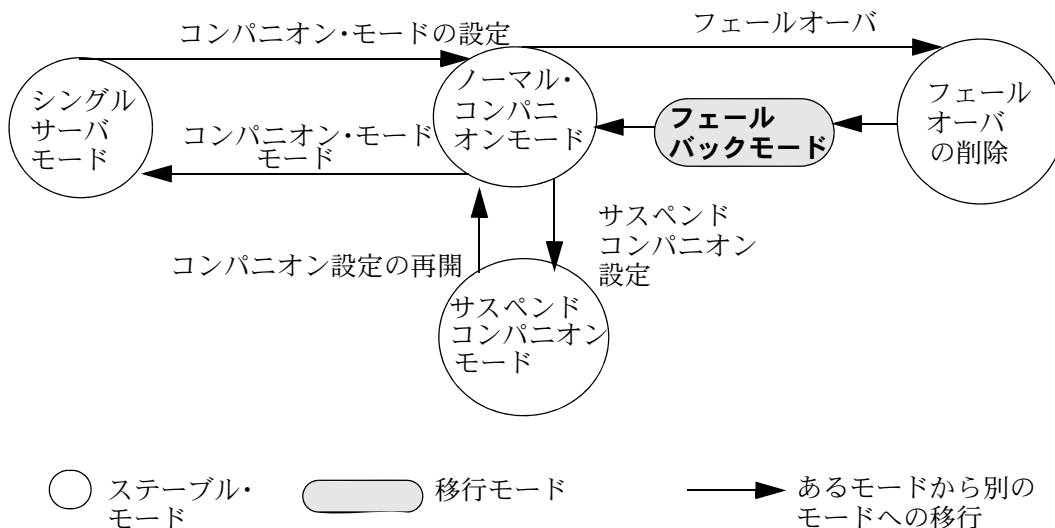 コンパニオン・モードの設定
フェールオーバ
シングル
サーバ
モード
ノーマル・
コンパニ
オンモード
フェール
バックモード
フェール
オーバ
の削除
コンパニオン・モード
モード
サスペンド
コンパニオン
設定
コンパニオン設定の再開
サスペンド
コンパニオン
モード
ステーブル・
モード
移行モード
あるモードから別の
モードへの移行